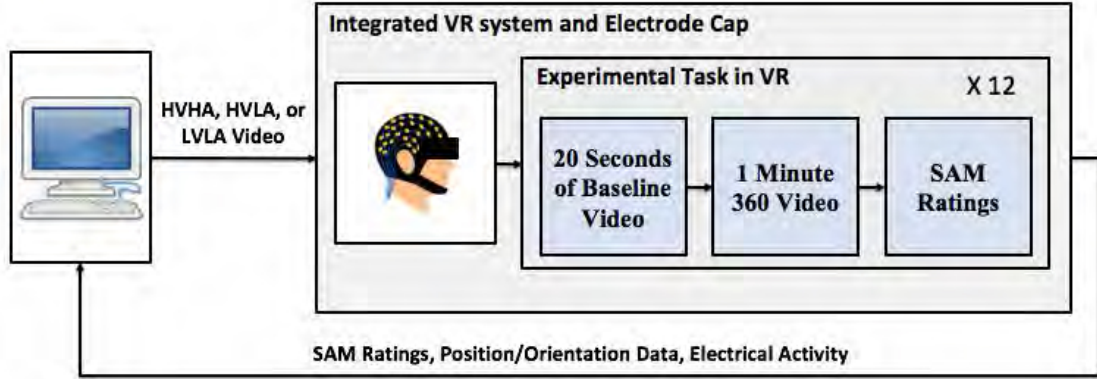 Integrated VR system and Electrode Cap
Experimental Task in VR
X 12
HVHA, HVLA, or
LVLA Video
20 Seconds
of Baseline
Video
1 Minute
360 Video
SAM
Ratings
SAM Ratings, Position/Orientation Data, Electrical Activity